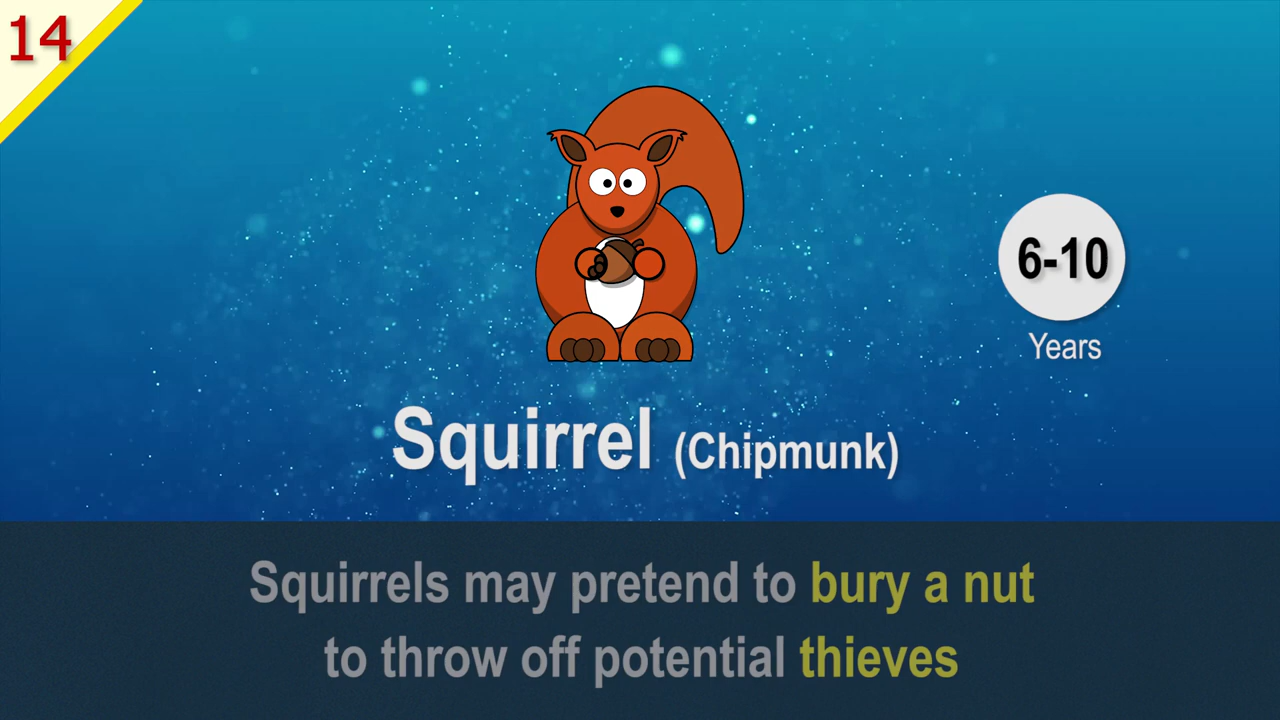 14
6-10
Years
Squirrel (Chipmunk)
Squirrels may pretend to bury a nut
to throw off potential thieves